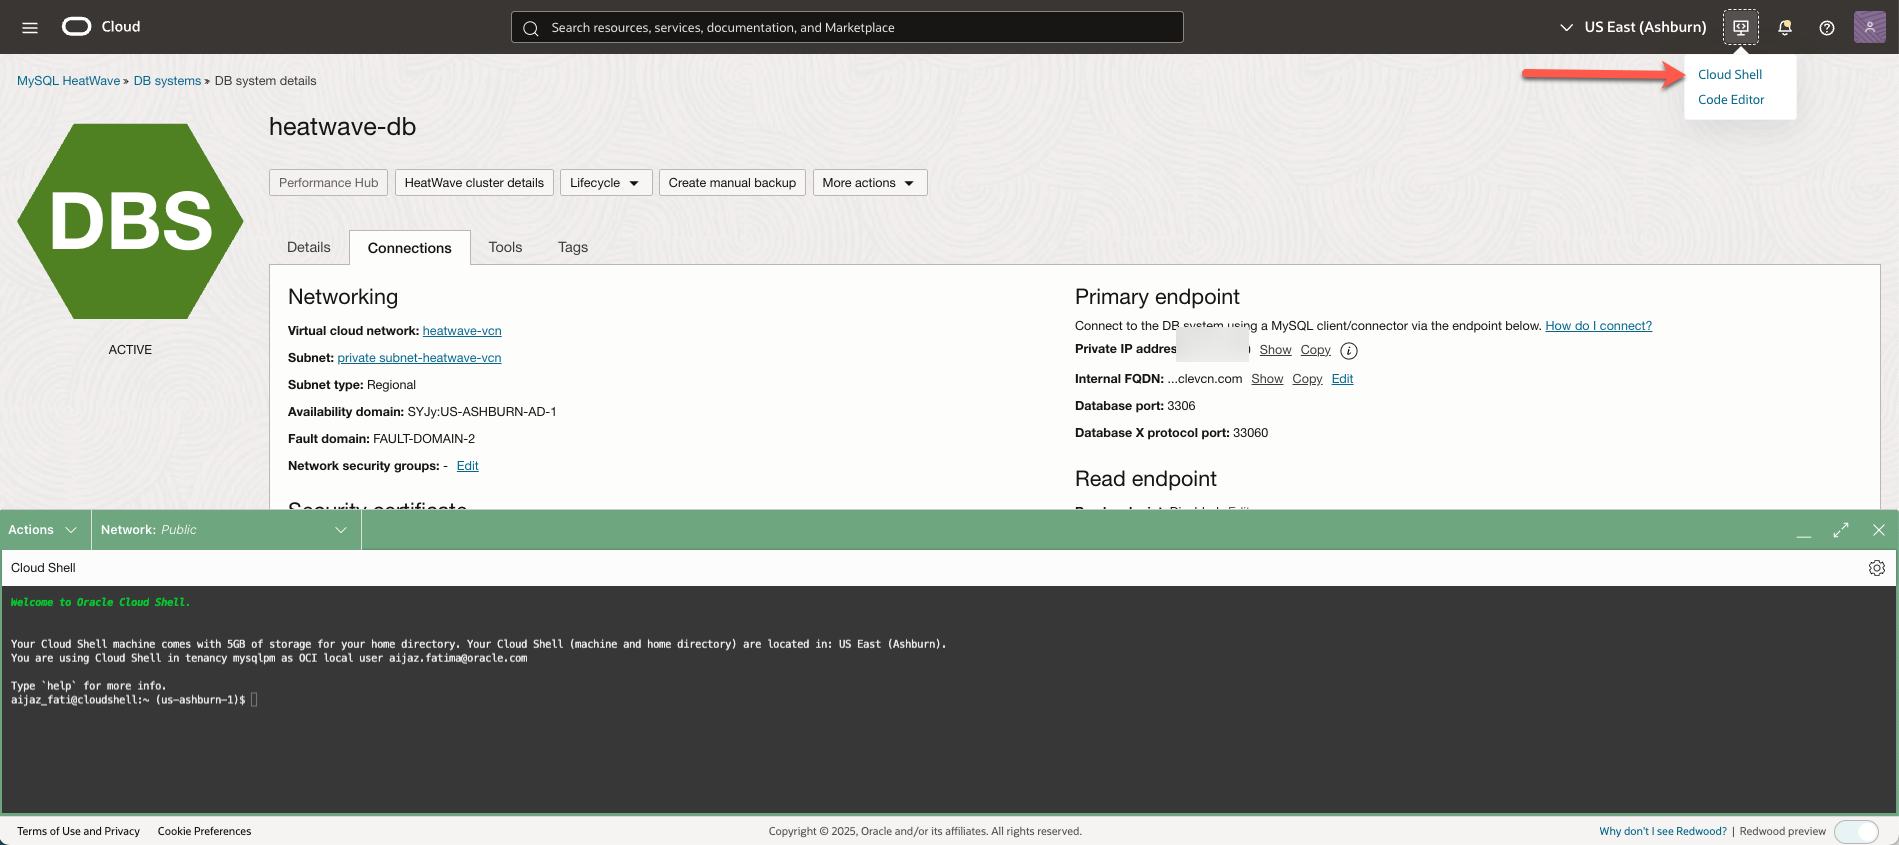 Cloud
Search resources, services, documentation, and Marketplace
US East (Ashburn)
Cloud Shell
Code Editor
MySQL HeatWave » DB systems » DB system details
DBS
ACTIVE
heatwave-db
Performance Hub
HeatWave cluster details
Lifecycle
Create manual backup
More actions
Details
Connections
Tools
Tags
Networking
Virtual cloud network: heatwave-vcn
Subnet: private subnet-heatwave-vcn
Subnet type: Regional
Availability domain: SYJy:US-ASHBURN-AD-1
Fault domain: FAULT-DOMAIN-2
Network security groups: - Edit
Security certificate
Primary endpoint
Connect to the DB system using a MySQL client/connector via the endpoint below. How do I connect?
Private IP addres Show Copy
Internal FQDN: ...clevcn.com Show Copy Edit
Database port: 3306
Database X protocol port: 33060
Read endpoint
Actions
Network: Public
Cloud Shell
Welcome to Oracle Cloud Shell.
Your Cloud Shell machine comes with 5GB of storage for your home directory. Your Cloud Shell (machine and home directory) are located in: US East (Ashburn).
You are using Cloud Shell in tenancy mysqlpm as OCI local user aijaz.fatima@oracle.com
Type `help` for more info.
aijaz_fati@cloudshell:~ (us-ashburn-1)$
Terms of Use and Privacy
Cookie Preferences
Copyright © 2025, Oracle and/or its affiliates. All rights reserved.
Why don't I see Redwood? | Redwood preview